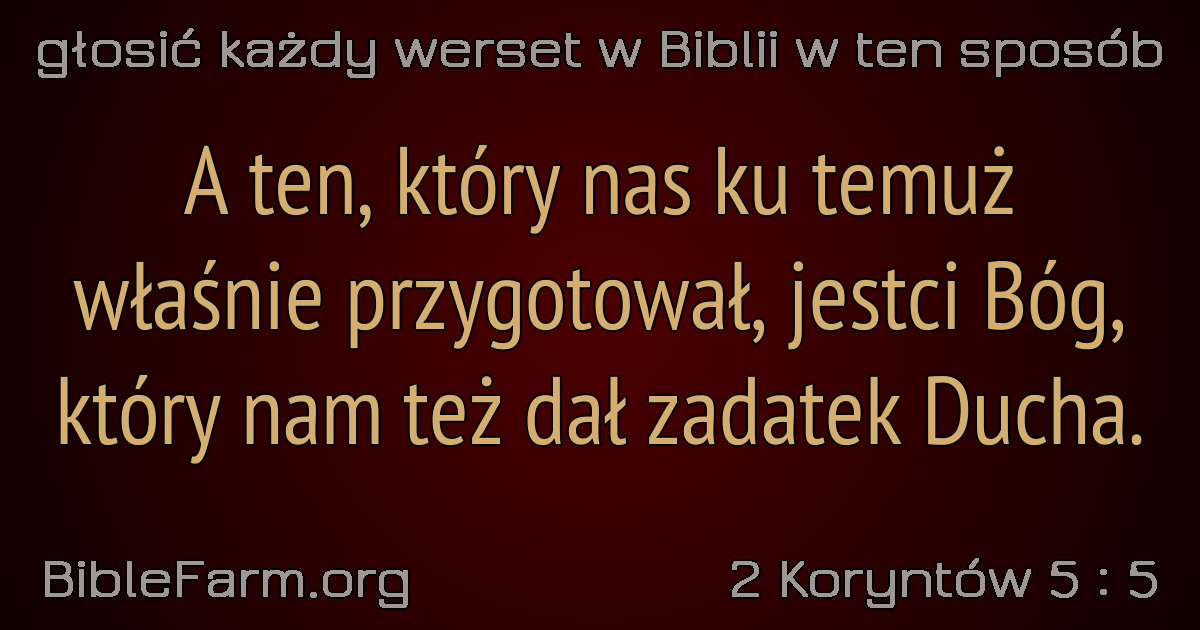 głosić każdy werset w Biblii w ten sposób
A ten, który nas ku temuż
właśnie przygotował, jestci Bóg,
który nam też dał zadatek Ducha.
BibleFarm.org
2 Koryntów 5 : 5